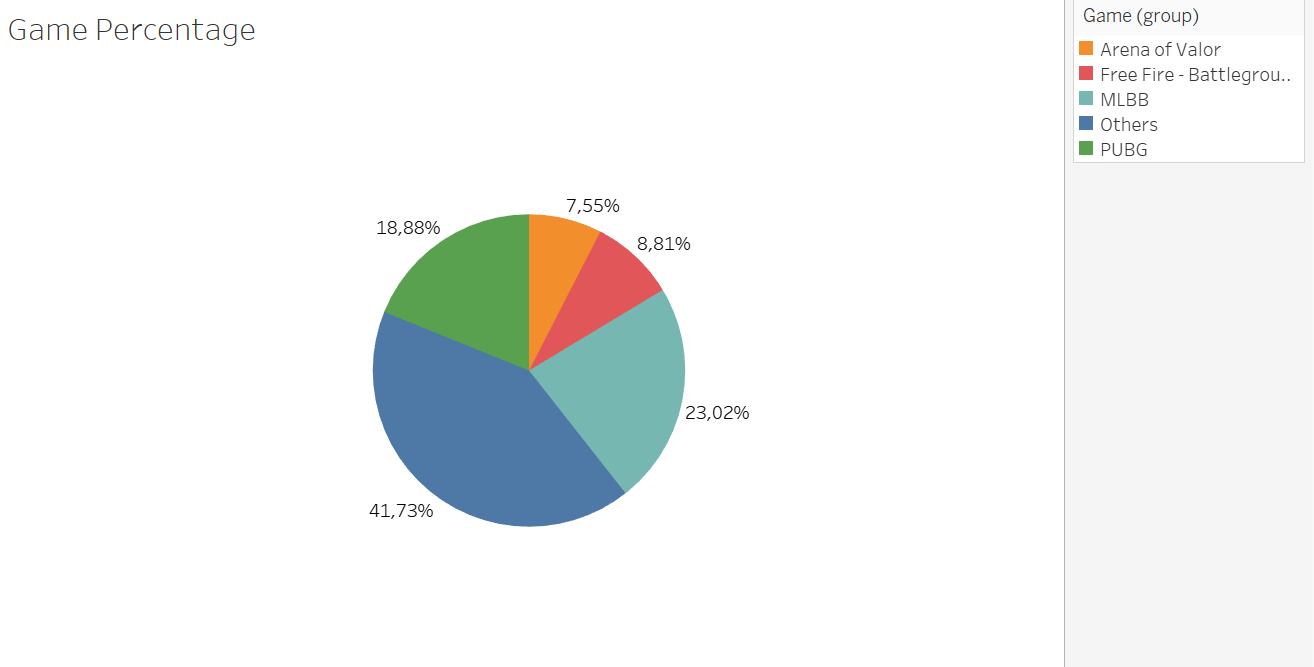 Game Percentage
Game (group)
Arena of Valor
Free Fire - Battlegrou..
MLBB
Others
PUBG
7,55%
18,88%
8,81%
23,02%
41,73%